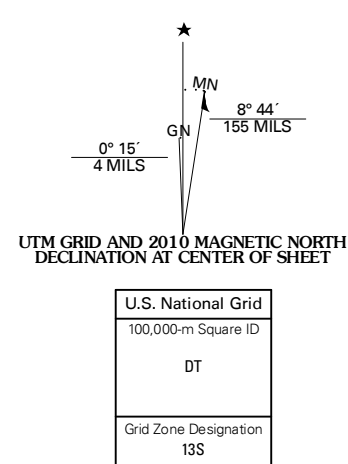 ★
MN
8° 44´
155 MILS
GN
0° 15´
4 MILS
UTM GRID AND 2010 MAGNETIC NORTH
DECLINATION AT CENTER OF SHEET
U.S. National Grid
100,000-m Square ID
DT
Grid Zone Designation
13S